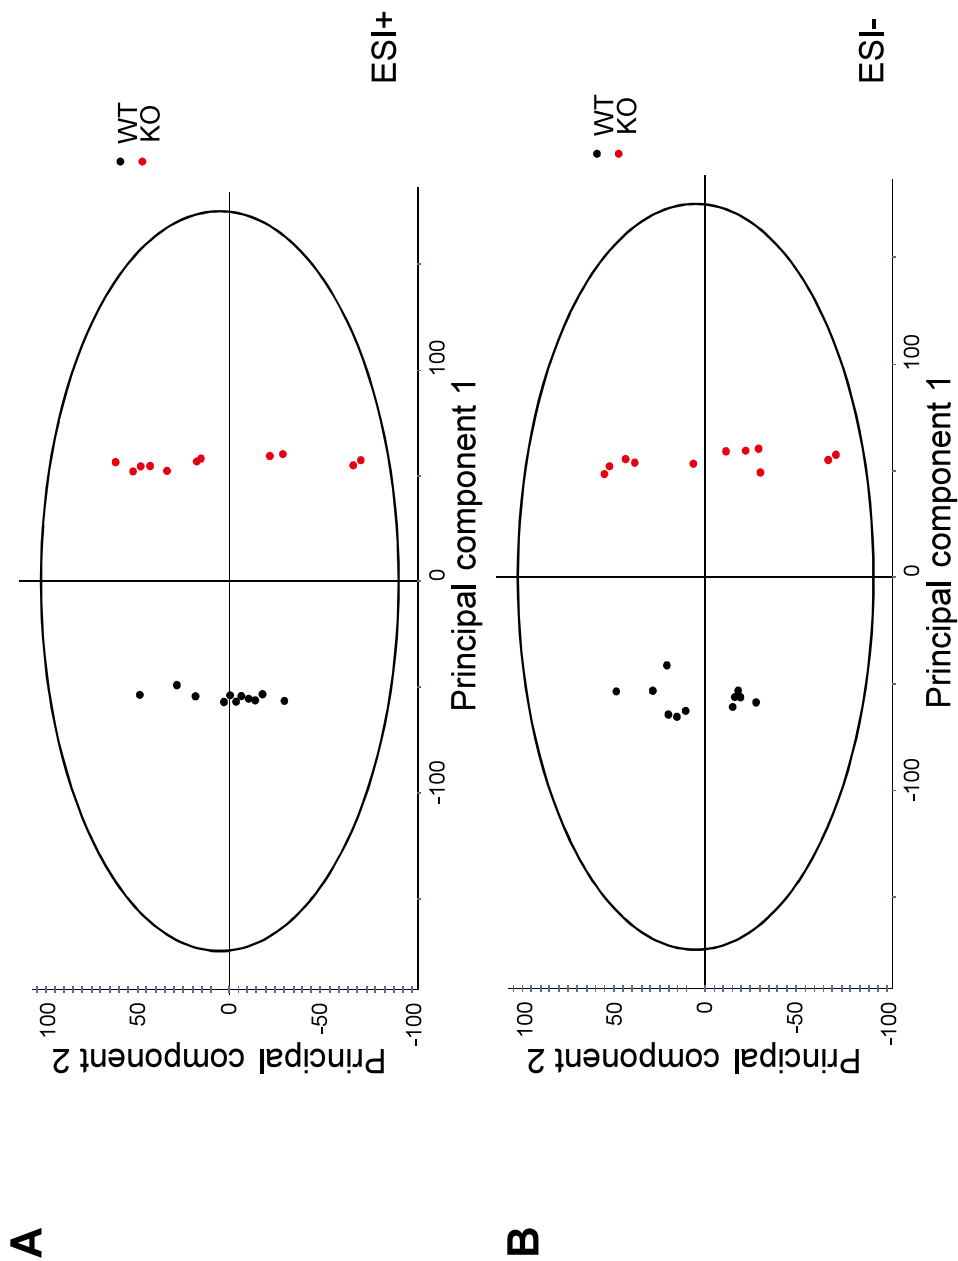 A
WT
KO
ESI+
Principal component 2
100
50
0
-50
-100
-100
0
100
Principal component 1
B
WT
KO
ESI-
Principal component 2
100
50
0
-50
-100
-100
0
100
Principal component 1